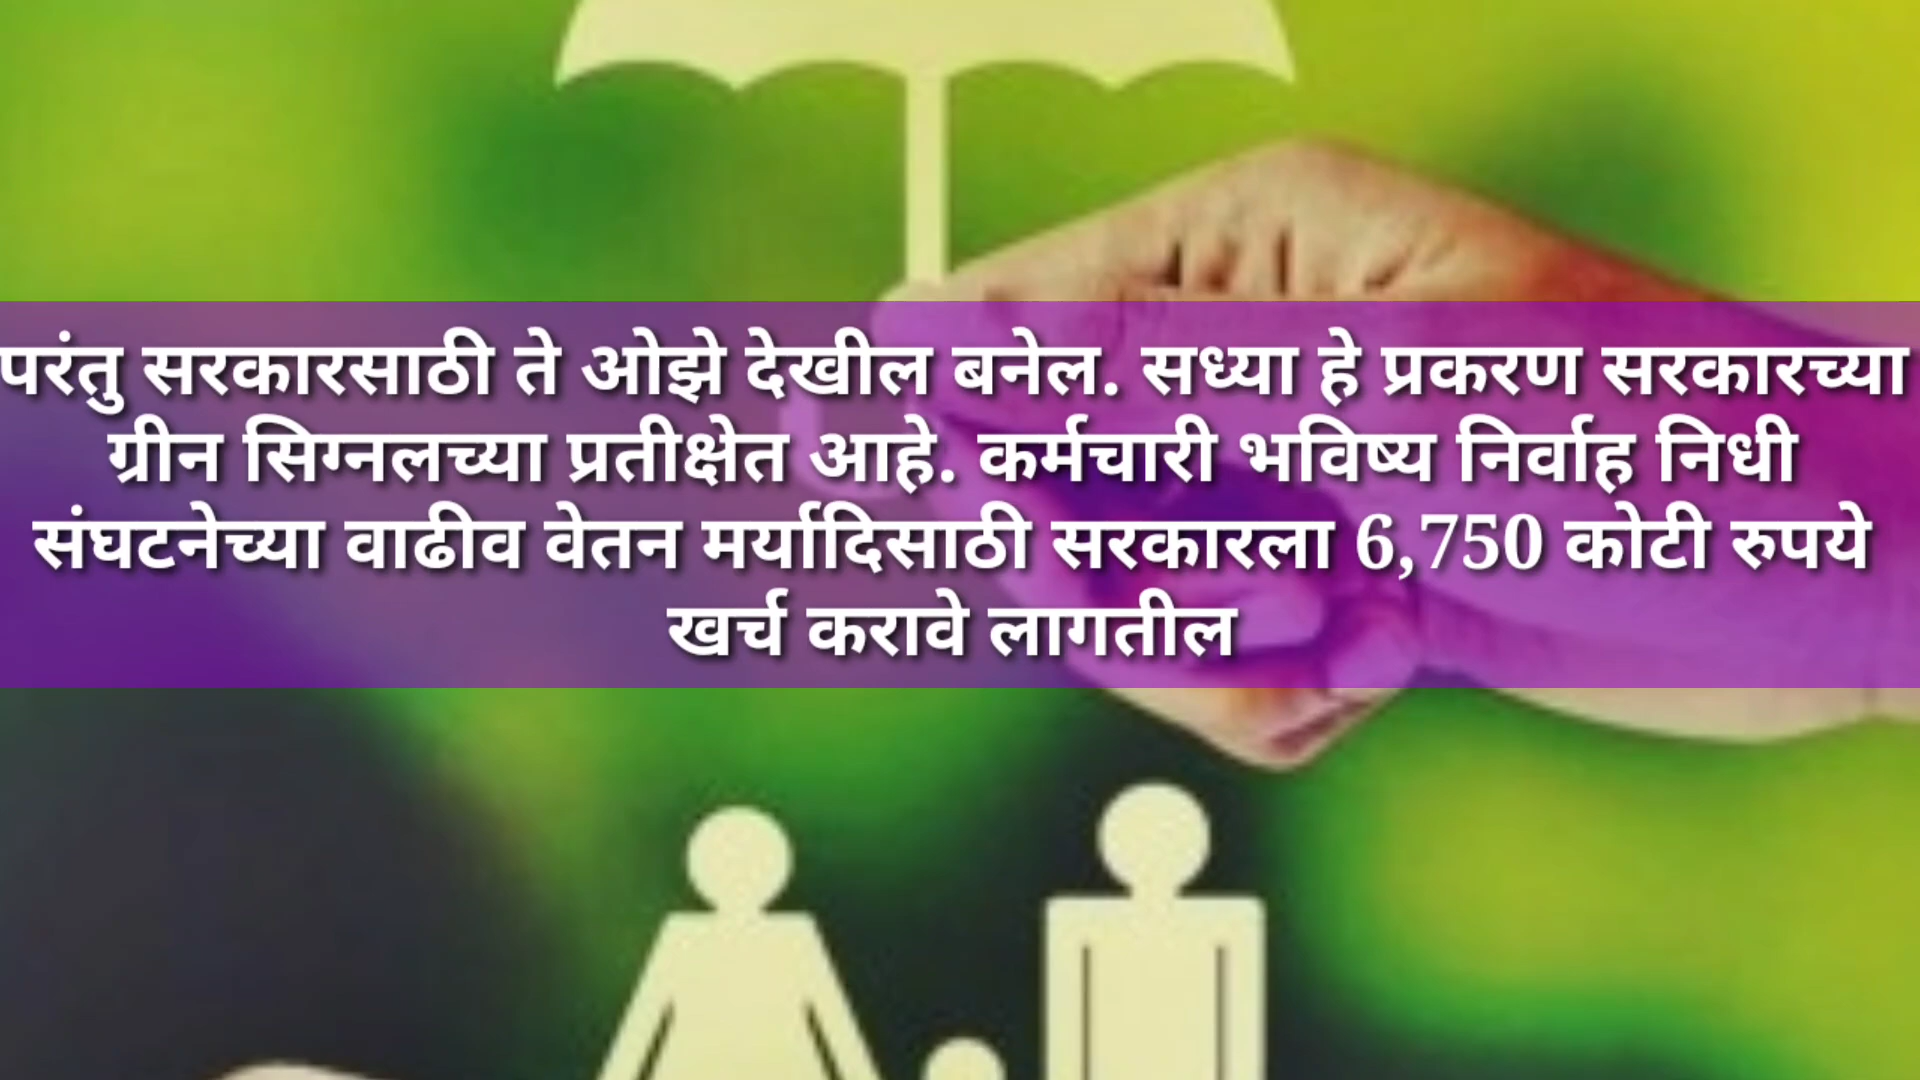 परंतु सरकारसाठी ते ओझे देखील बनेल. सध्या हे प्रकरण सरकारच्या
ग्रीन सिग्नलच्या प्रतीक्षेत आहे. कर्मचारी भविष्य निर्वाह निधी
संघटनेच्या वाढीव वेतन मर्यादेसाठी सरकारला 6,750 कोटी रुपये
खर्च करावे लागतील